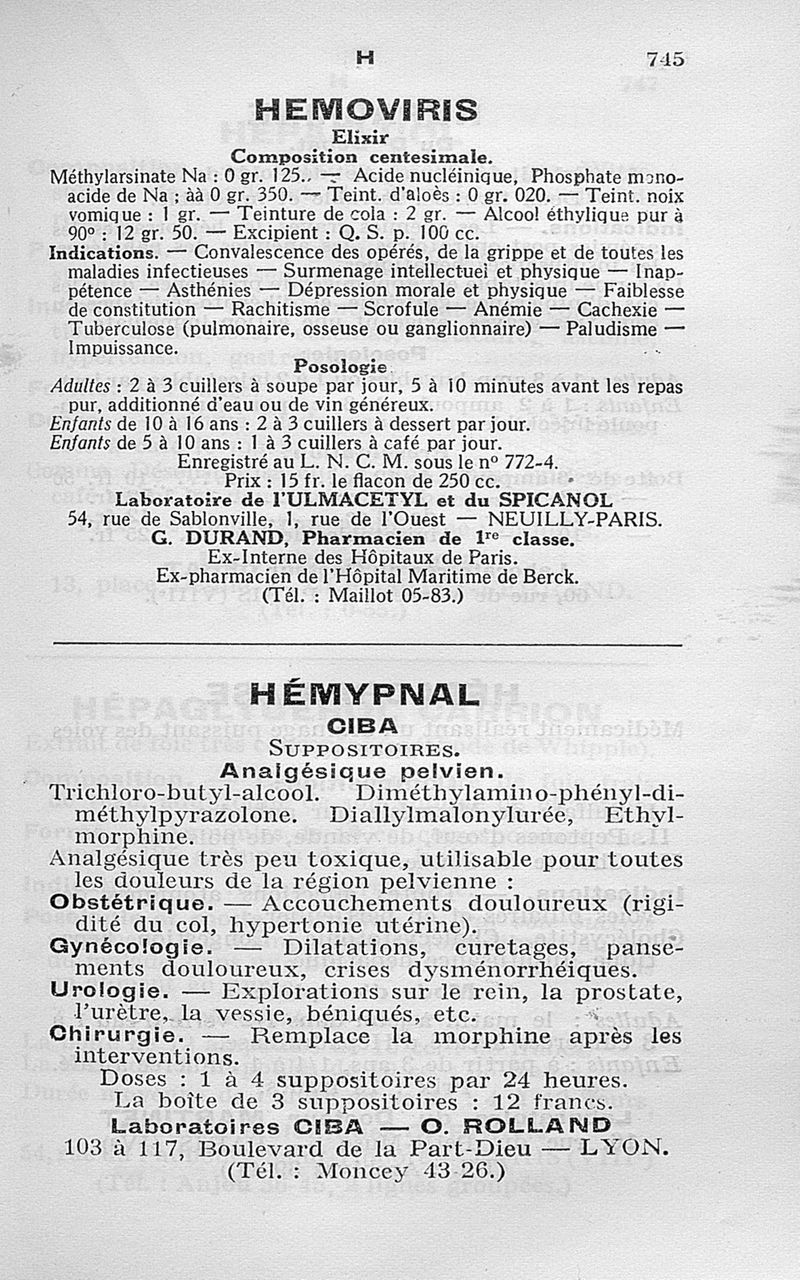 H 745
HEMOVIRIS
Elixir
Composition centesimale.
Méthylarsinate Na : 0 gr. 125.. — Acide nucléinique, Phosphate mono-
acide de Na ; àà 0 gr. 350. — Teint. d'aloès : 0 gr. 020. — Teint. noix
vomique : 1 gr. — Teinture de cola : 2 gr. — Alcool éthylique pur à
90° : 12 gr. 50. — Excipient : Q. S. p. 100 cc.
Indications. — Convalescence des opérés, de la grippe et de toutes les
maladies infectieuses — Surmenage intellectuel et physique — Inap-
pétence — Asthénies — Dépression morale et physique — Faiblesse
de constitution — Rachitisme — Scrofule — Anémie — Cachexie —
Tuberculose (pulmonaire, osseuse ou ganglionnaire) — Paludisme —
Impuissance.
Posologie
Adultes : 2 à 3 cuillers à soupe par jour, 5 à 10 minutes avant les repas
pur, additionné d'eau ou de vin généreux.
Enfants de 10 à 16 ans : 2 à 3 cuillers à dessert par jour.
Enfants de 5 à 10 ans : 1 à 3 cuillers à café par jour.
Enregistré au L. N. C. M. sous le n° 772-4.
Prix : 15 fr. le flacon de 250 cc.
Laboratoire de l'ULMACETYL et du SPICANOL
54, rue de Sablonville, 1, rue de l'Ouest — NEUILLY-PARIS.
G. DURAND, Pharmacien de 1re classe.
Ex-Interne des Hôpitaux de Paris.
Ex-pharmacien de l'Hôpital Maritime de Berck.
(Tél. : Maillot 05-83.)
HÉMYPNAL
CIBA
SUPPOSITOIRES.
Analgésique pelvien.
Trichloro-butyl-alcool. Diméthylamino-phényl-di-
méthylpyrazolone. Diallylmalonylurée, Ethyl-
morphine.
Analgésique très peu toxique, utilisable pour toutes
les douleurs de la région pelvienne :
Obstétrique. — Accouchements douloureux (rigi-
dité du col, hypertonie utérine).
Gynécologie. — Dilatations, curetages, panse-
ments douloureux, crises dysménorrhéiques.
Urologie. — Explorations sur le rein, la prostate,
l'urètre, la vessie, béniqués, etc.
Chirurgie. — Remplace la morphine après les
interventions.
Doses : 1 à 4 suppositoires par 24 heures.
La boîte de 3 suppositoires : 12 francs.
Laboratoires CIBA — O. ROLLAND
103 à 117, Boulevard de la Part-Dieu — LYON.
(Tél. : Moncey 43-26.)